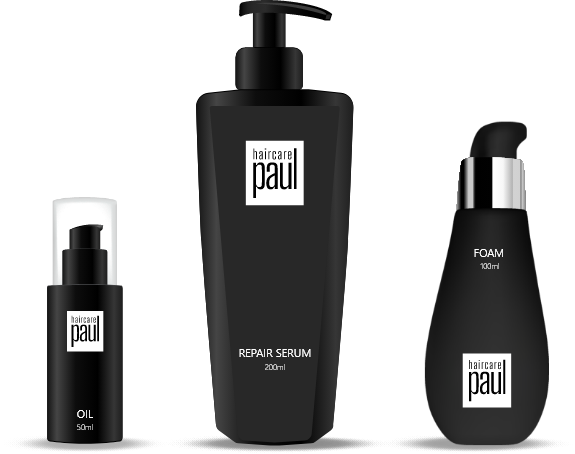 haircare
paul
OIL
50ml
haircare
paul
REPAIR SERUM
200ml
FOAM
100ml
haircare
paul